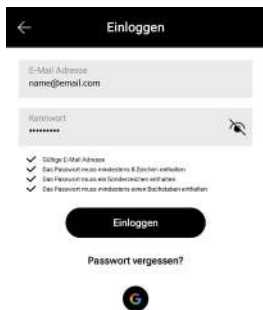 Einloggen
E-Mail Adresse
name@email.com
Kennwort
•••••••••
Gültige E-Mail Adresse
Das Passwort muss mindestens 8 Zeichen enthalten
Das Passwort muss ein Sonderzeichen enthalten
Das Passwort muss mindestens einen Buchstaben enthalten
Einloggen
Passwort vergessen?
G